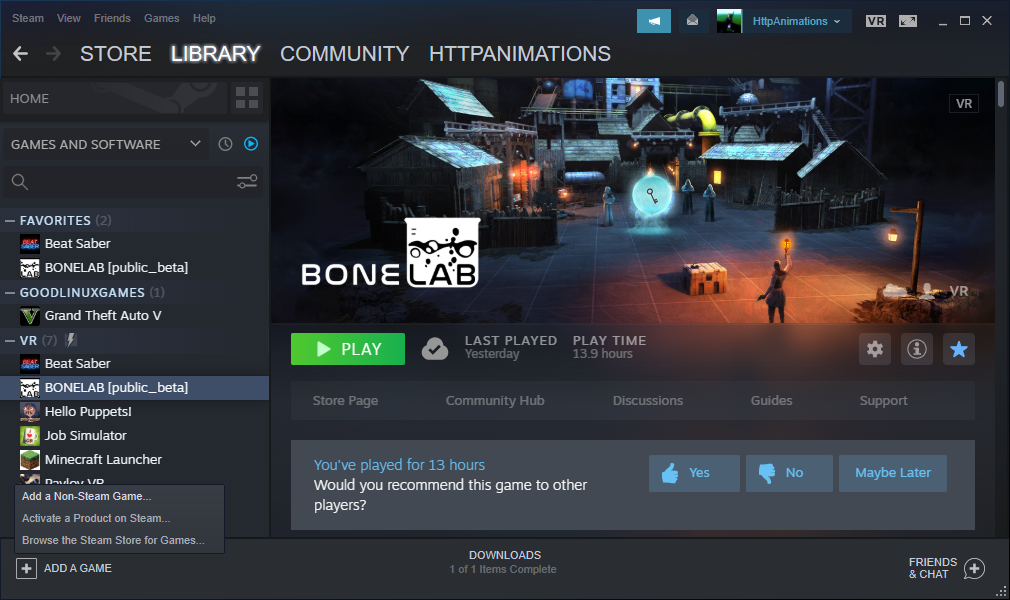 Steam View Friends Games Help
HttpAnimations
VR
STORE LIBRARY COMMUNITY HTTPANIMATIONS
HOME
GAMES AND SOFTWARE
FAVORITES (2)
Beat Saber
BONELAB [public_beta]
GOODLINUXGAMES (1)
Grand Theft Auto V
VR (7)
Beat Saber
BONELAB [public_beta]
Hello Puppets!
Job Simulator
Minecraft Launcher
Pavlov VR
Add a Non-Steam Game...
Activate a Product on Steam...
Browse the Steam Store for Games...
ADD A GAME
VR
BONELAB
VR
PLAY
LAST PLAYED
Yesterday
PLAY TIME
13.9 hours
Store Page Community Hub Discussions Guides Support
You've played for 13 hours
Would you recommend this game to other
players?
Yes No Maybe Later
DOWNLOADS
1 of 1 Items Complete
FRIENDS
& CHAT